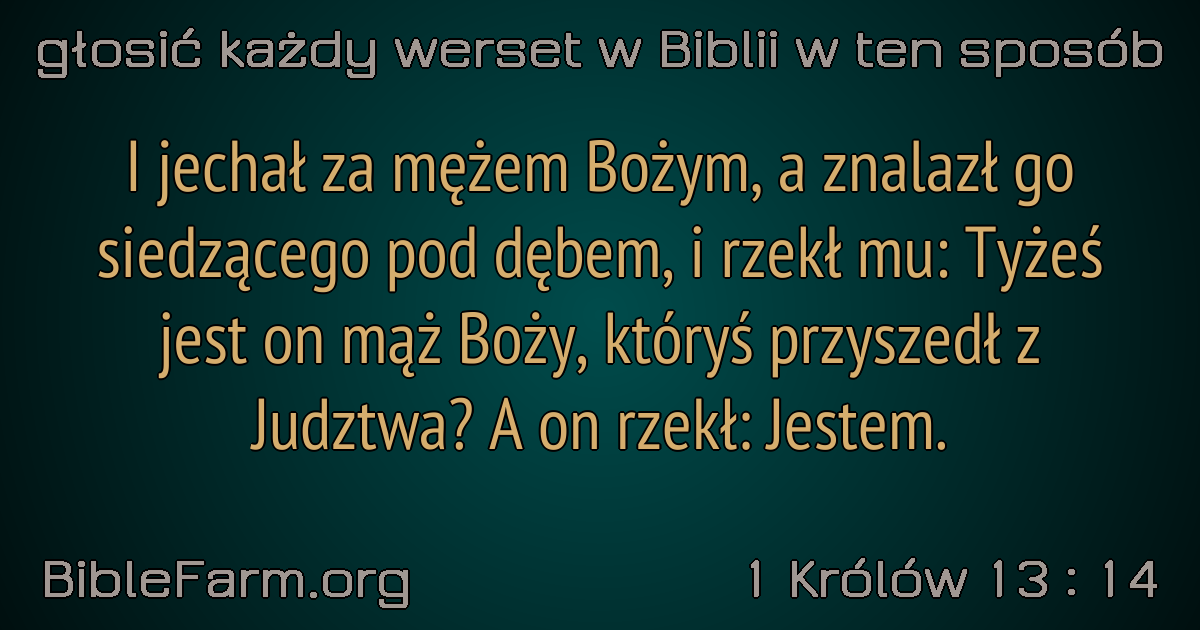 głosić każdy werset w Biblii w ten sposób
I jechał za mężem Bożym, a znalazł go
siedzącego pod dębem, i rzekł mu: Tyżeś
jest on mąż Boży, któryś przyszedł z
Judztwa? A on rzekł: Jestem.
BibleFarm.org
1 Królów 13 : 14